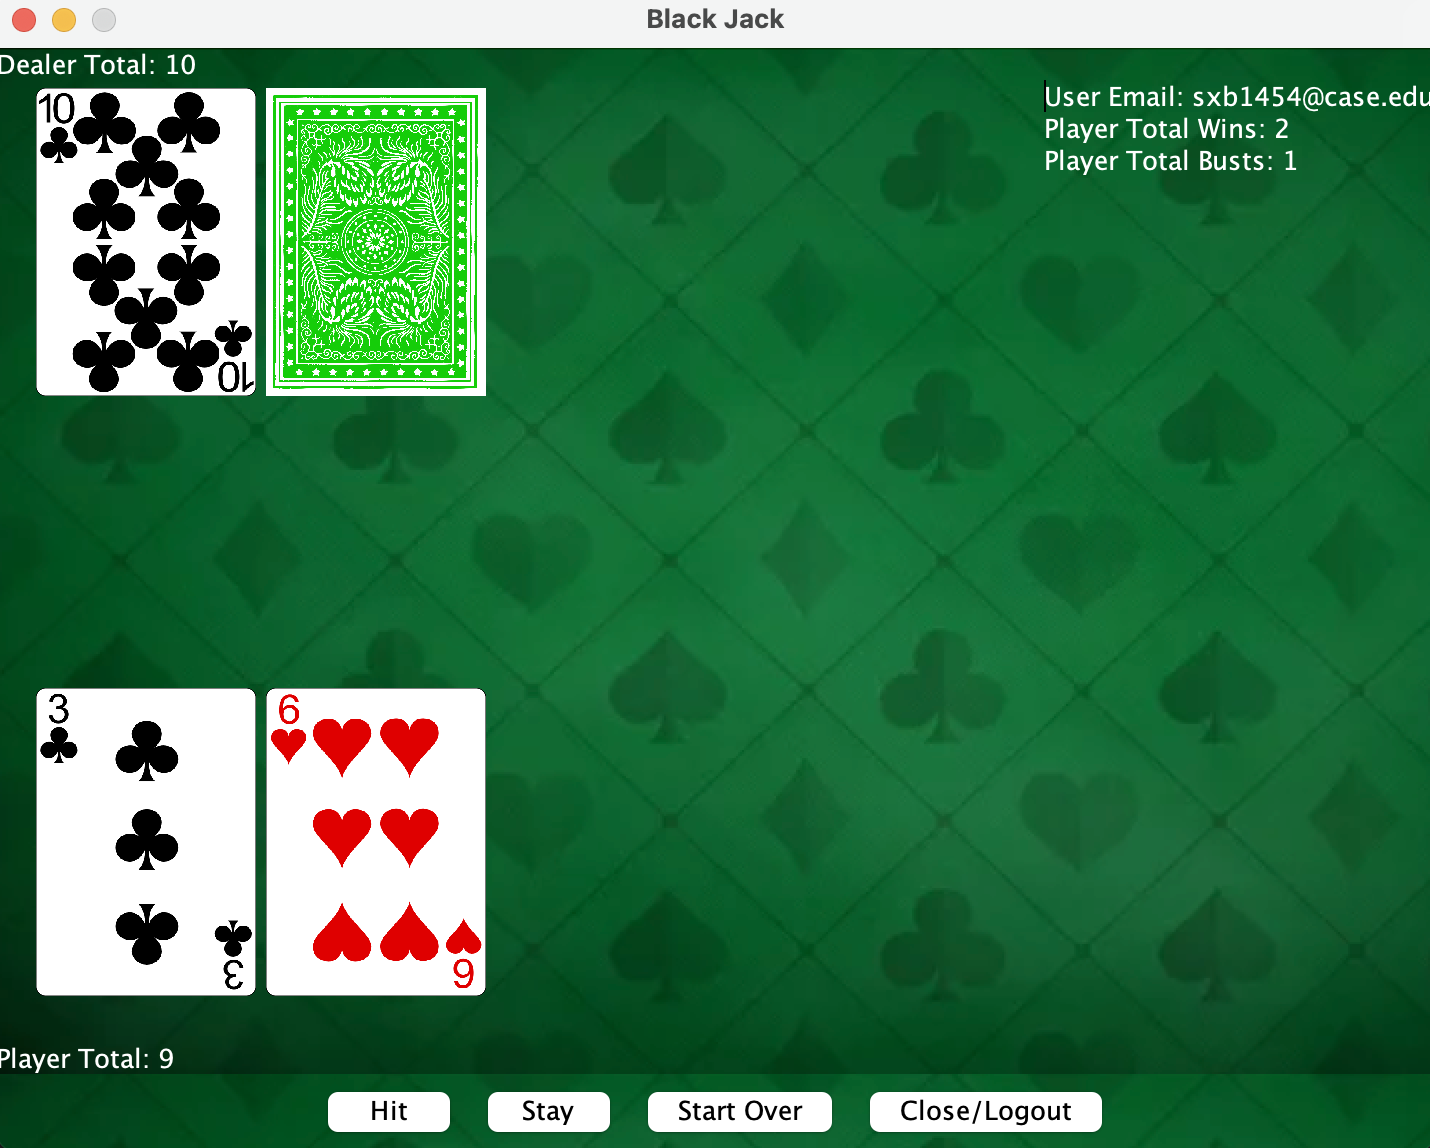 Black Jack
Dealer Total: 10
User Email: sxb1454@case.edu
Player Total Wins: 2
Player Total Busts: 1
10
10
3
6
3
6
Player Total: 9
Hit Stay Start Over Close/Logout